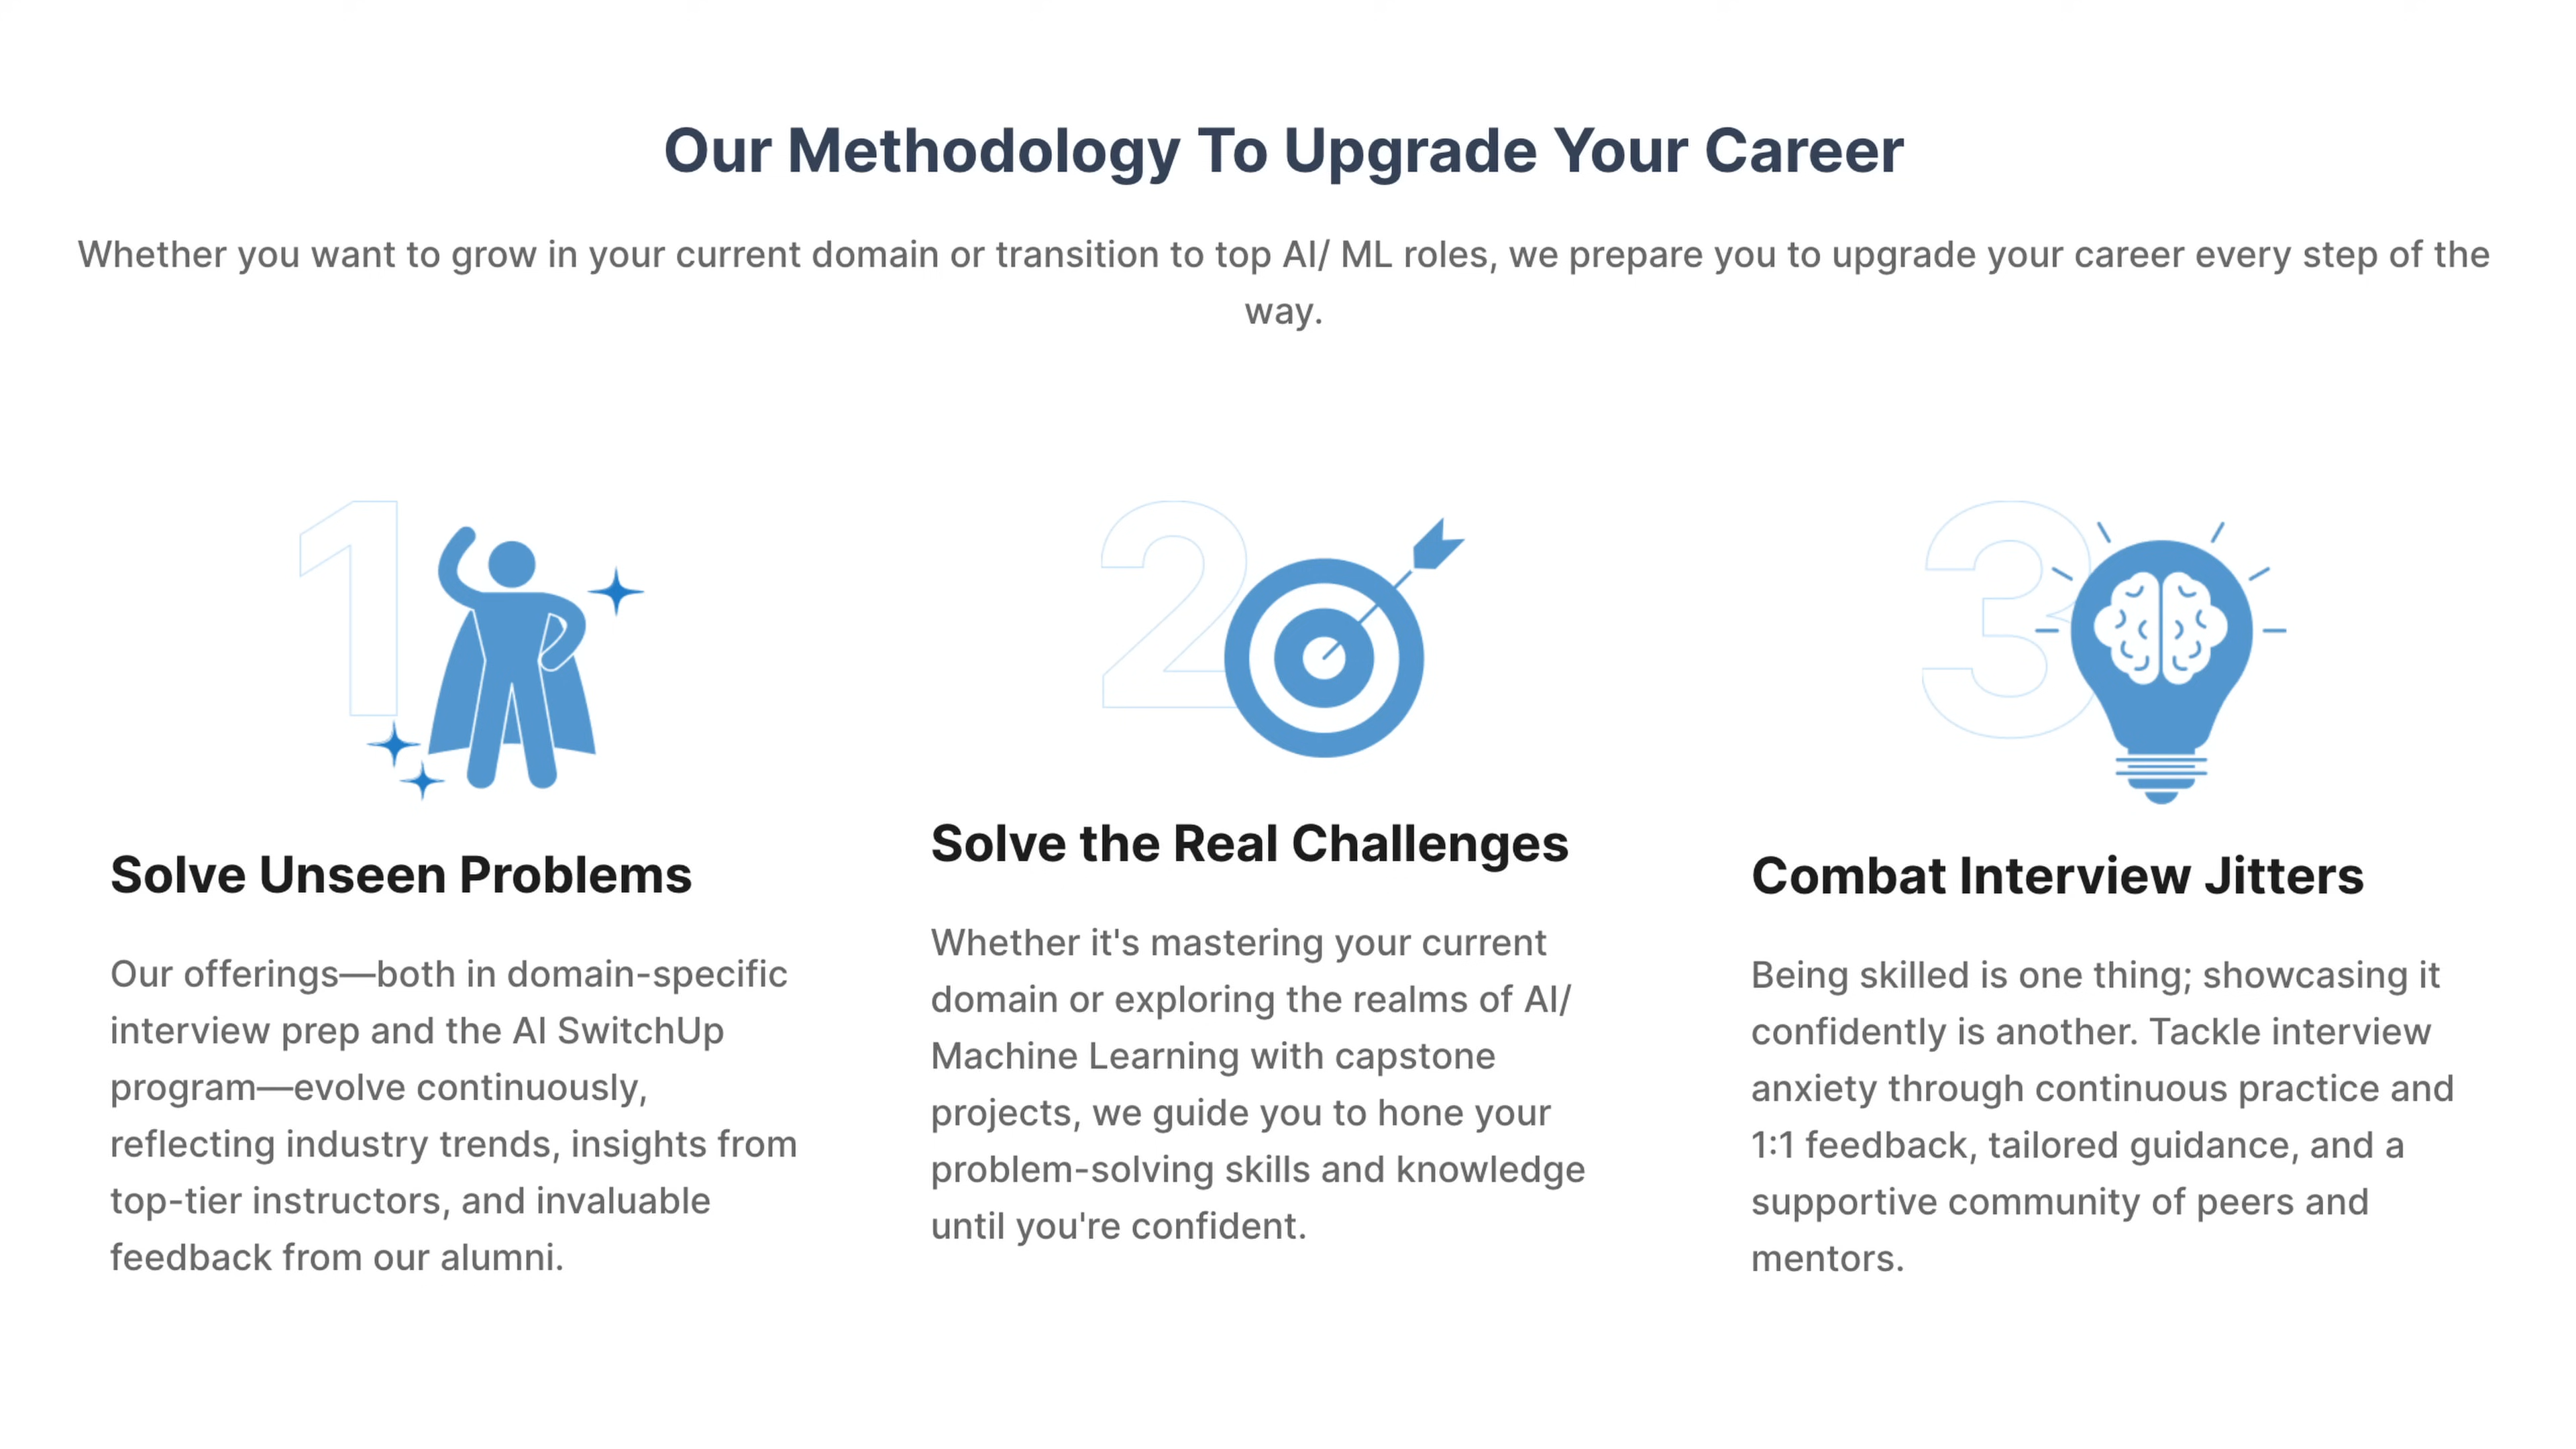 Our Methodology To Upgrade Your Career
Whether you want to grow in your current domain or transition to top AI/ ML roles, we prepare you to upgrade your career every step of the
way.
1
Solve Unseen Problems
Our offerings—both in domain-specific
interview prep and the AI SwitchUp
program—evolve continuously,
reflecting industry trends, insights from
top-tier instructors, and invaluable
feedback from our alumni.
2
Solve the Real Challenges
Whether it's mastering your current
domain or exploring the realms of AI/
Machine Learning with capstone
projects, we guide you to hone your
problem-solving skills and knowledge
until you're confident.
3
Combat Interview Jitters
Being skilled is one thing; showcasing it
confidently is another. Tackle interview
anxiety through continuous practice and
1:1 feedback, tailored guidance, and a
supportive community of peers and
mentors.